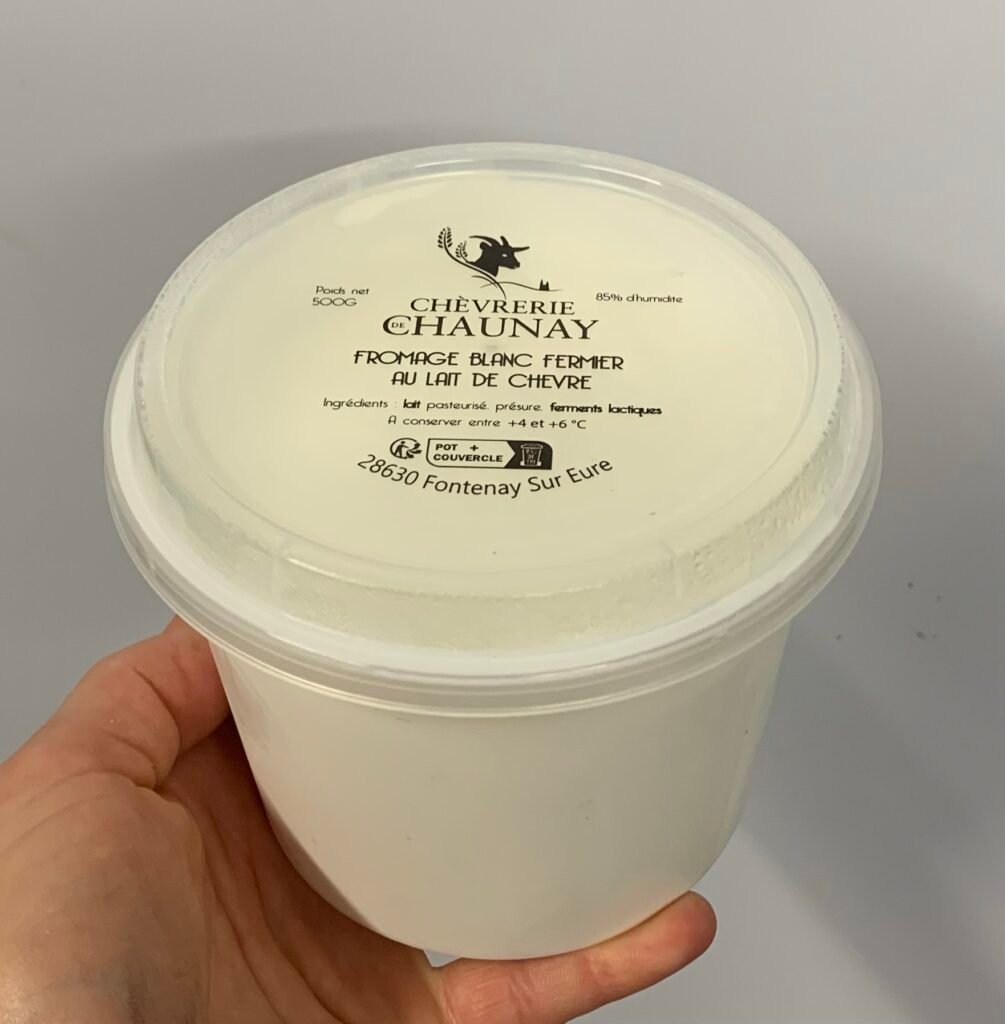 Poids net
500G
85% d'humidite
CHÈVRERIE
DE CHAUNAY
FROMAGE BLANC FERMIER
AU LAIT DE CHEVRE
Ingrédients : lait pasteurisé, présure, ferments lactiques
A conserver entre +4 et +6 °C
POT +
COUVERCLE
28630 Fontenay Sur Eure